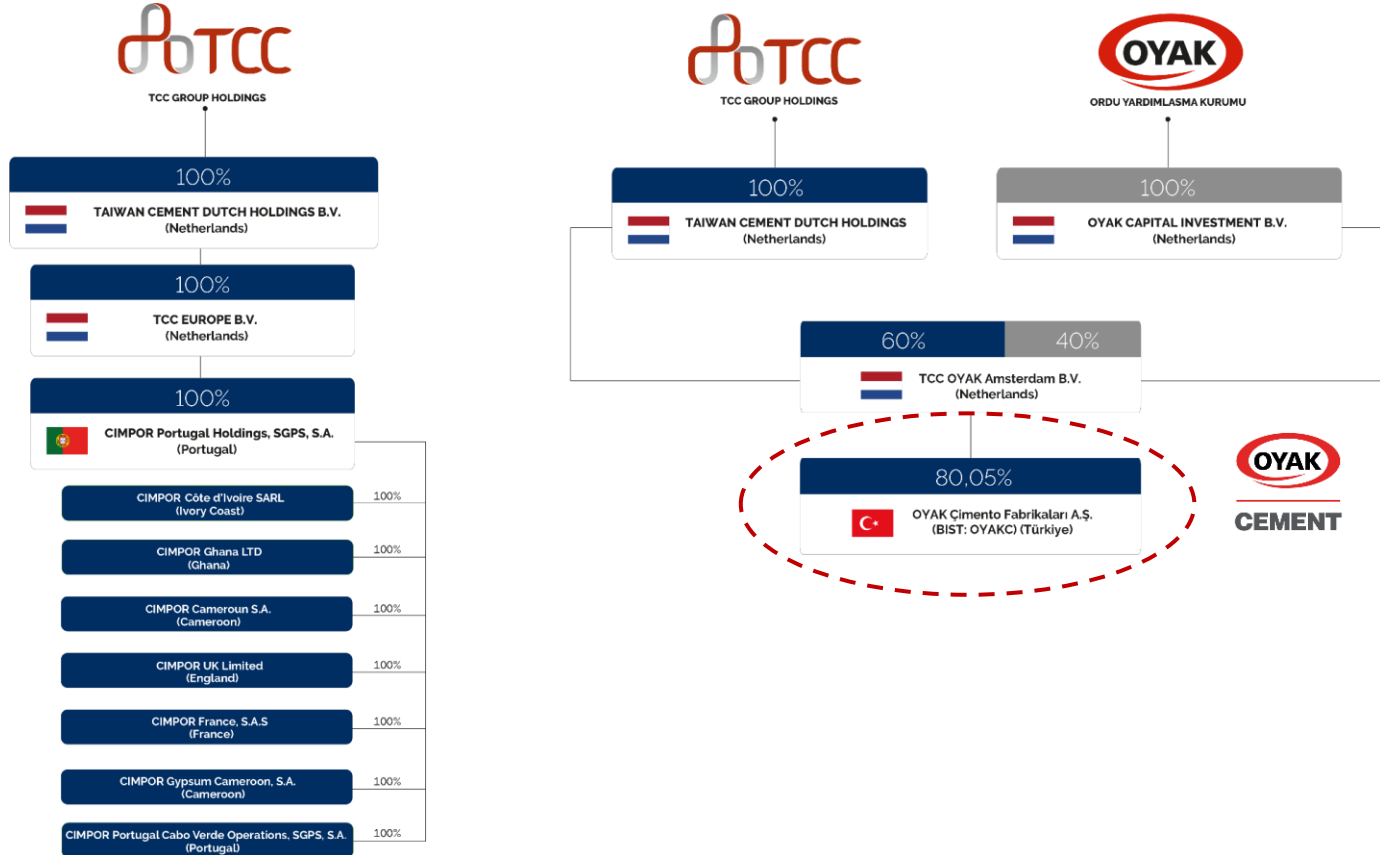 TCC
TCC GROUP HOLDINGS
100%
TAIWAN CEMENT DUTCH HOLDINGS B.V.
(Netherlands)
100%
TCC EUROPE B.V.
(Netherlands)
100%
CIMPOR Portugal Holdings, SGPS, S.A.
(Portugal)
CIMPOR Côte d'Ivoire SARL
(Ivory Coast)
100%
CIMPOR Ghana LTD
(Ghana)
100%
CIMPOR Cameroun S.A.
(Cameroon)
100%
CIMPOR UK Limited
(England)
100%
CIMPOR France, S.A.S
(France)
100%
CIMPOR Gypsum Cameroon, S.A.
(Cameroon)
100%
CIMPOR Portugal Cabo Verde Operations, SGPS, S.A.
(Portugal)
100%
TCC
TCC GROUP HOLDINGS
100%
TAIWAN CEMENT DUTCH HOLDINGS
(Netherlands)
OYAK
ORDU YARDIMLASMA KURUMU
100%
OYAK CAPITAL INVESTMENT B.V.
(Netherlands)
60% 40%
TCC OYAK Amsterdam B.V.
(Netherlands)
80,05%
OYAK Çimento Fabrikaları A.Ş.
(BIST: OYAKC) (Türkiye)
OYAK
CEMENT